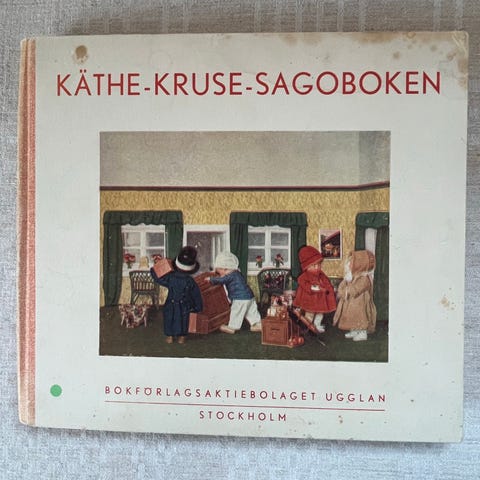 KÄTHE-KRUSE-SAGOBOKEN
BOKFÖRLAGSAKTIEBOLAGET UGGLAN
STOCKHOLM